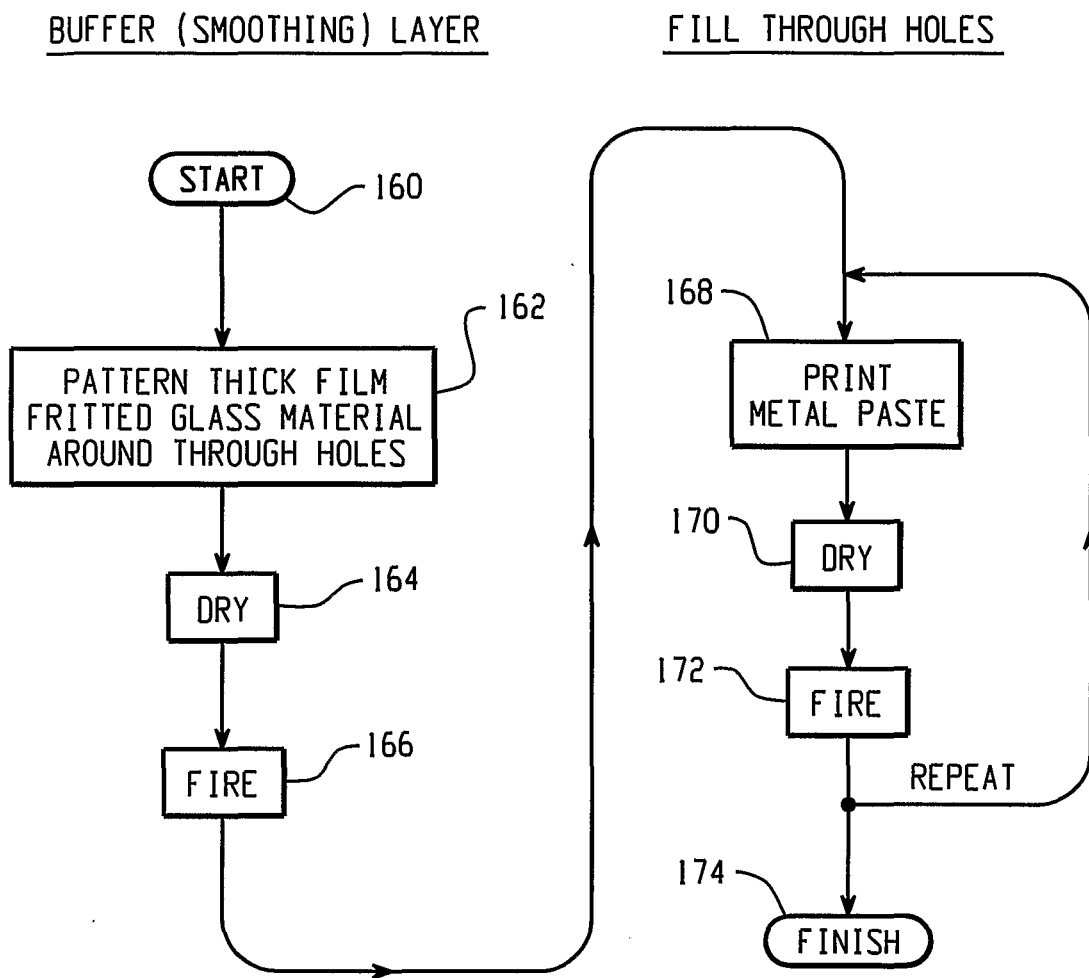 BUFFER (SMOOTHING) LAYER
START
160
162
PATTERN THICK FILM
FRITTED GLASS MATERIAL
AROUND THROUGH HOLES
DRY
164
FIRE
166
FILL THROUGH HOLES
168
PRINT
METAL PASTE
170
DRY
172
FIRE
REPEAT
174
FINISH